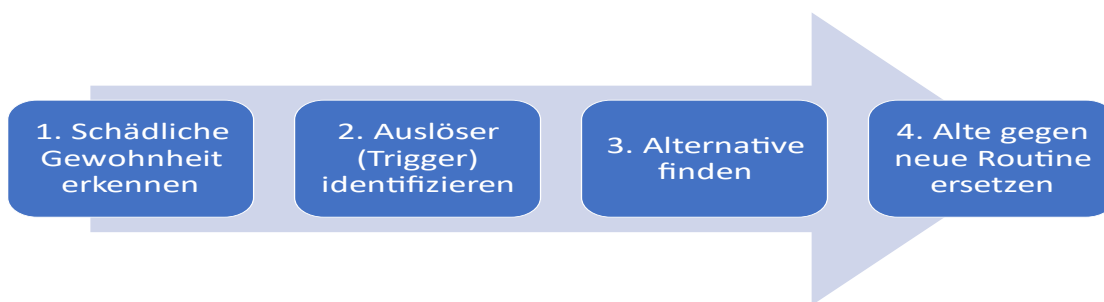 1. Schädliche
Gewohnheit
erkennen
2. Auslöser
(Trigger)
identifizieren
3. Alternative
finden
4. Alte gegen
neue Routine
ersetzen